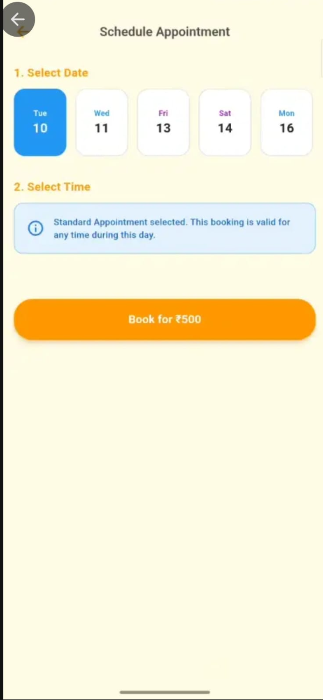 Schedule Appointment
1. Select Date
Tue Wed Fri Sat Mon
10 11 13 14 16
2. Select Time
Standard Appointment selected. This booking is valid for
any time during this day.
Book for ₹500